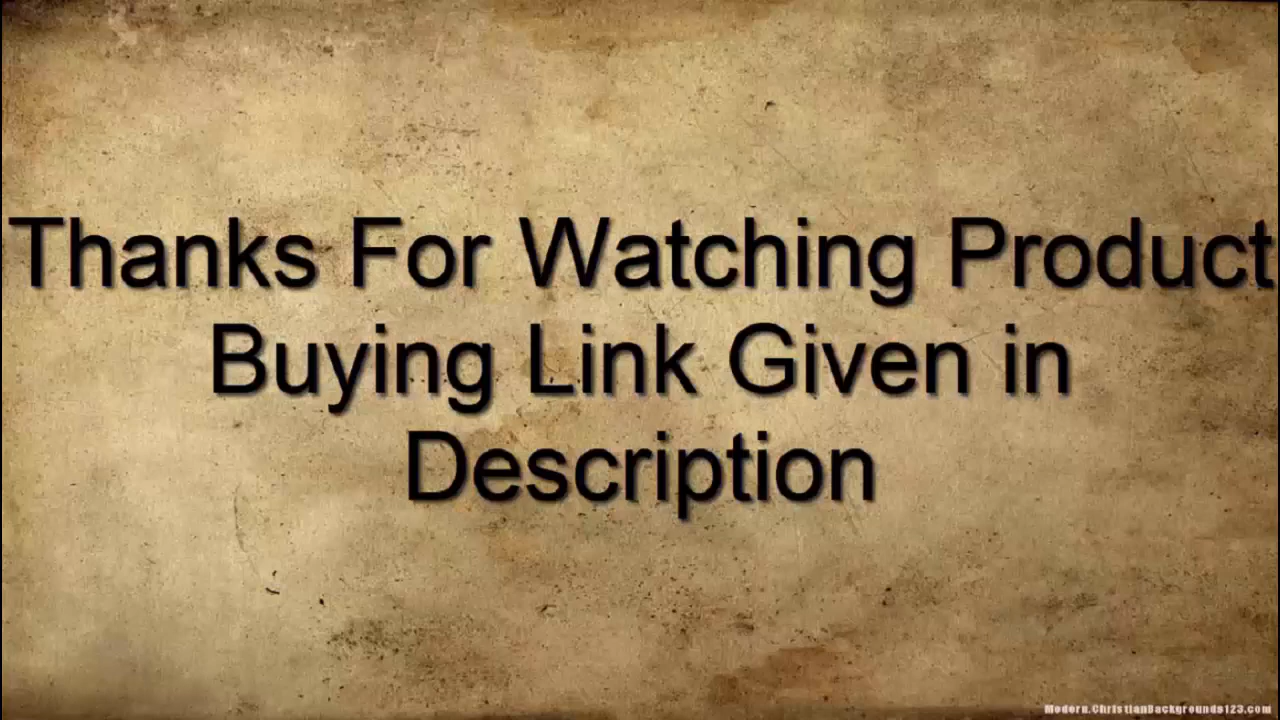 Thanks For Watching Product
Buying Link Given in
Description
Modern.ChristianBackgrounds123.com